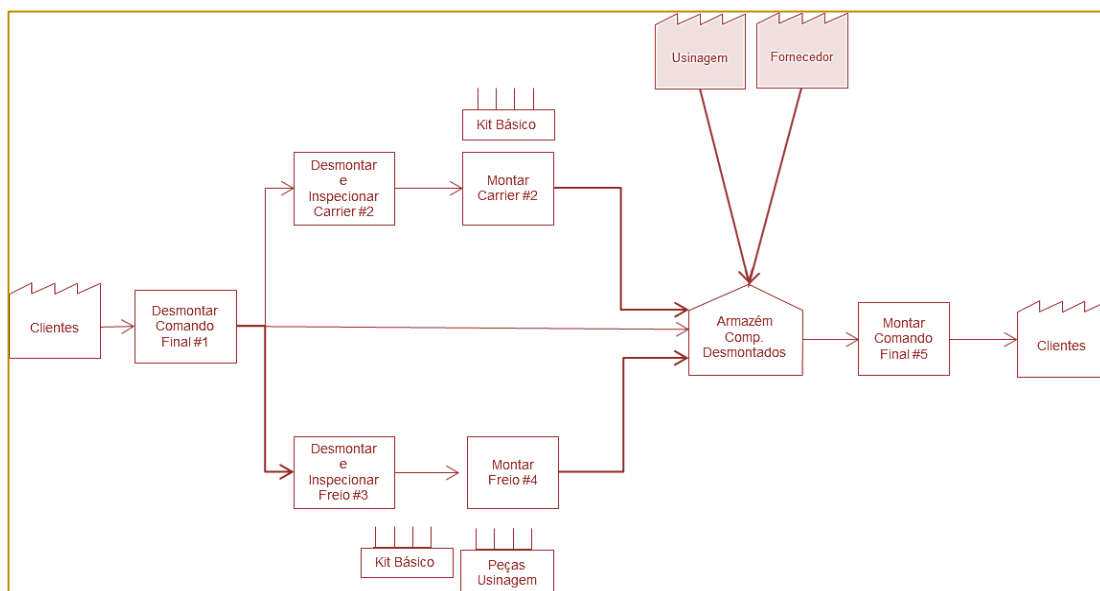 Usinagem
Fornecedor
Kit Básico
Desmontar
e
Inspecionar
Carrier #2
Montar
Carrier #2
Clientes
Desmontar
Comando
Final #1
Armazém
Comp.
Desmontados
Montar
Comando
Final #5
Clientes
Desmontar
e
Inspecionar
Freio #3
Montar
Freio #4
Kit Básico
Peças
Usinagem